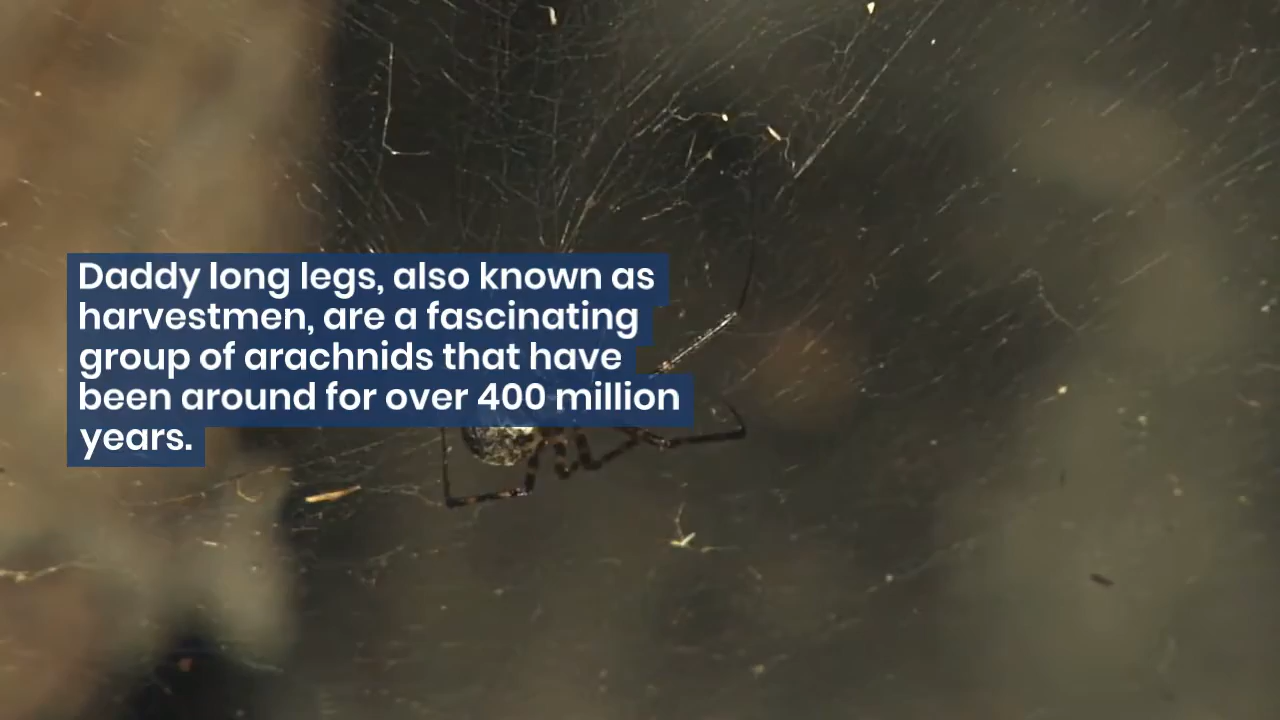 Daddy long legs, also known as
harvestmen, are a fascinating
group of arachnids that have
been around for over 400 million
years.